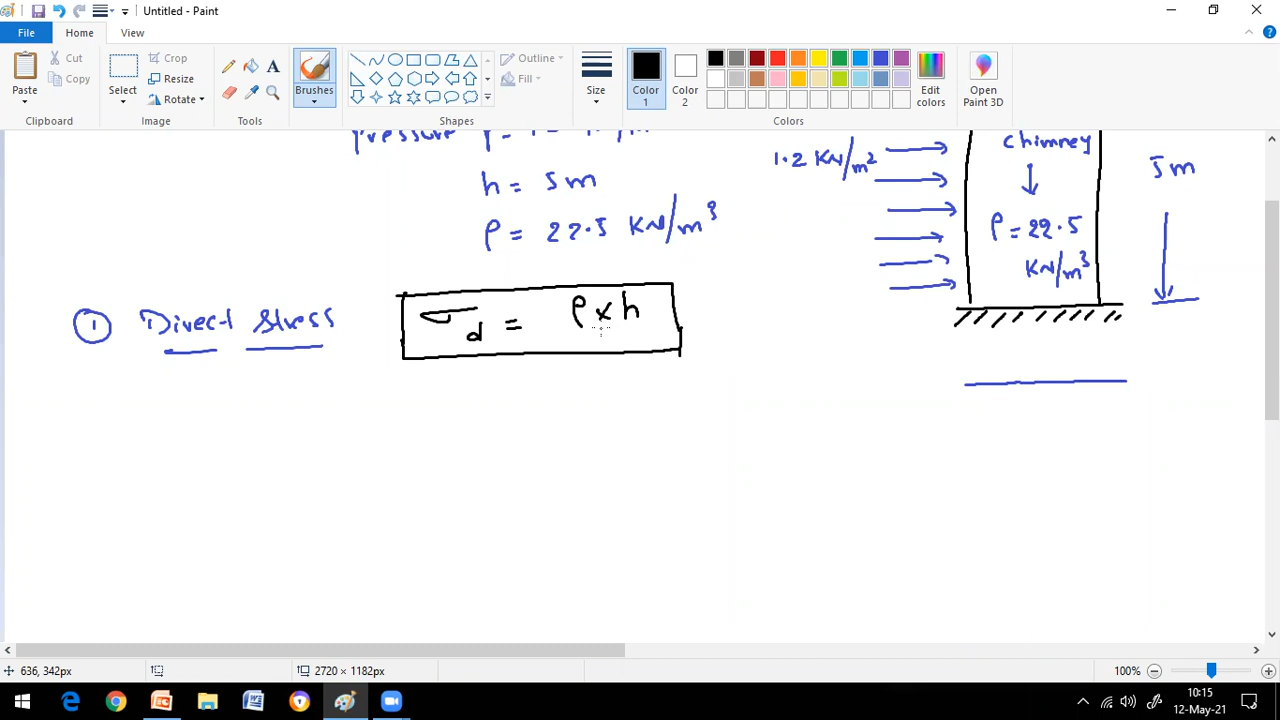 Untitled - Paint
File
Home
View
Paste
Cut
Copy
Clipboard
Select
Crop
Resize
Rotate
Image
A
Tools
Brushes
Outline
Fill
Shapes
Size
Color 1
Color 2
Edit colors
Open Paint 3D
Colors
Pressure
h = 5m
ρ = 22.5 KN/m³
① Direct Stress
σd = ρ x h
1.2 KN/m²
chimney
ρ = 22.5
KN/m³
5m
636, 342px
2720 × 1182px
100%
10:15
12-May-21